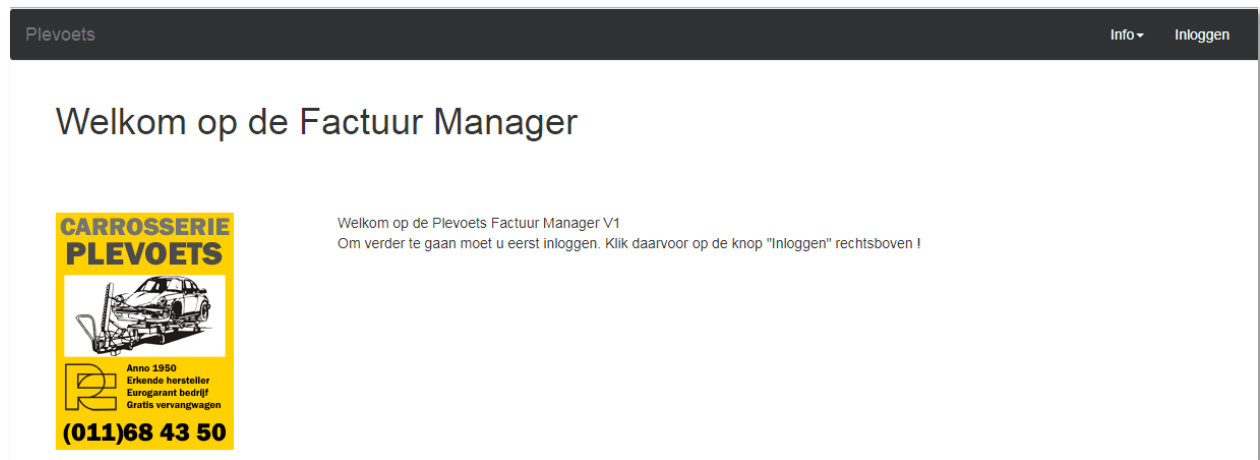 Plevoets
Info
Inloggen
Welkom op de Factuur Manager
CARROSSERIE
PLEVOETS
Anno 1950
Erkende hersteller
Eurogarant bedrijf
Gratis vervangwagen
(011)68 43 50
Welkom op de Plevoets Factuur Manager V1
Om verder te gaan moet u eerst inloggen. Klik daarvoor op de knop "Inloggen" rechtsboven !